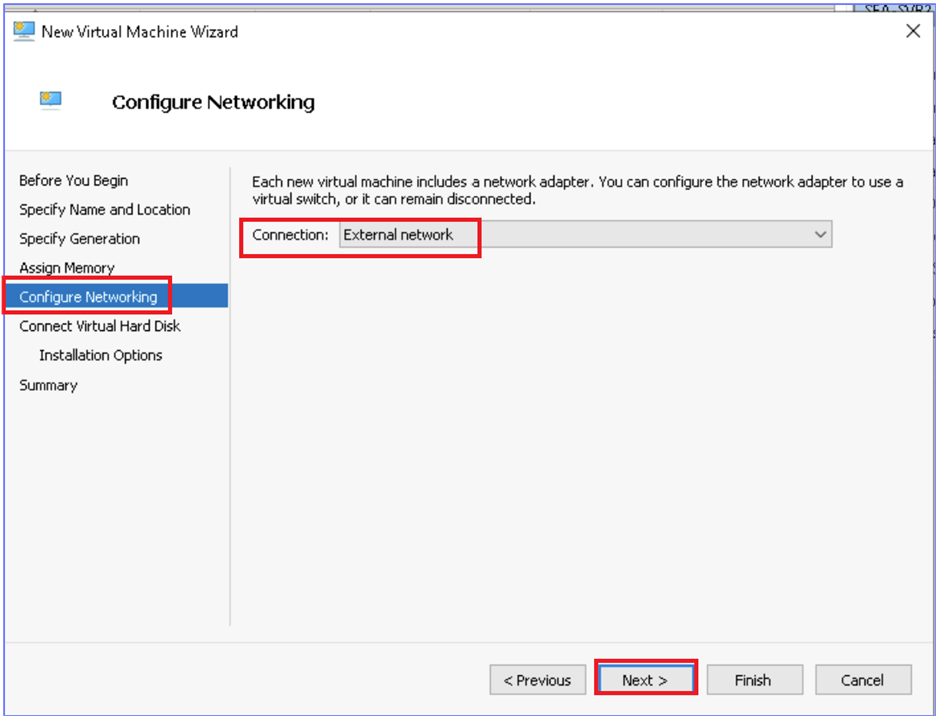 SEA-SVR2
New Virtual Machine Wizard
Configure Networking
Before You Begin
Specify Name and Location
Specify Generation
Assign Memory
Configure Networking
Connect Virtual Hard Disk
Installation Options
Summary
Each new virtual machine includes a network adapter. You can configure the network adapter to use a
virtual switch, or it can remain disconnected.
Connection: External network
< Previous Next > Finish Cancel